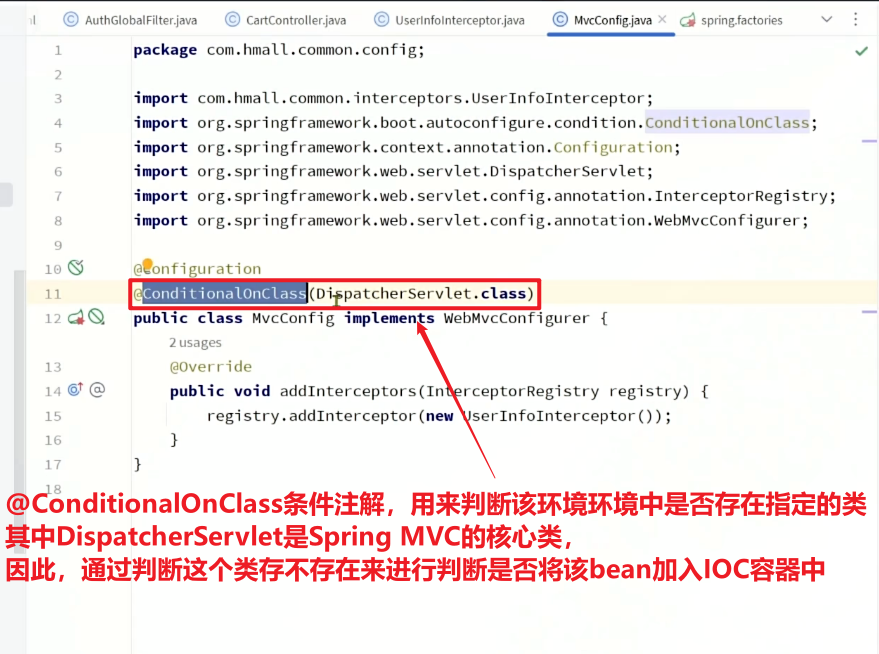 AuthGlobalFilter.java CartController.java UserInfoInterceptor.java MvcConfig.java spring.factories
1 package com.hmall.common.config;
2
3 import com.hmall.common.interceptors.UserInfoInterceptor;
4 import org.springframework.boot.autoconfigure.condition.ConditionalOnClass;
5 import org.springframework.context.annotation.Configuration;
6 import org.springframework.web.servlet.DispatcherServlet;
7 import org.springframework.web.servlet.config.annotation.InterceptorRegistry;
8 import org.springframework.web.servlet.config.annotation.WebMvcConfigurer;
9
10 @Configuration
11 @ConditionalOnClass(DispatcherServlet.class)
12 public class MvcConfig implements WebMvcConfigurer {
2 usages
13 @Override
14 public void addInterceptors(InterceptorRegistry registry) {
15 registry.addInterceptor(new UserInfoInterceptor());
16 }
17 }
18
@ConditionalOnClass条件注解，用来判断该环境环境中是否存在指定的类
其中DispatcherServlet是Spring MVC的核心类，
因此，通过判断这个类存不存在来进行判断是否将该bean加入IOC容器中